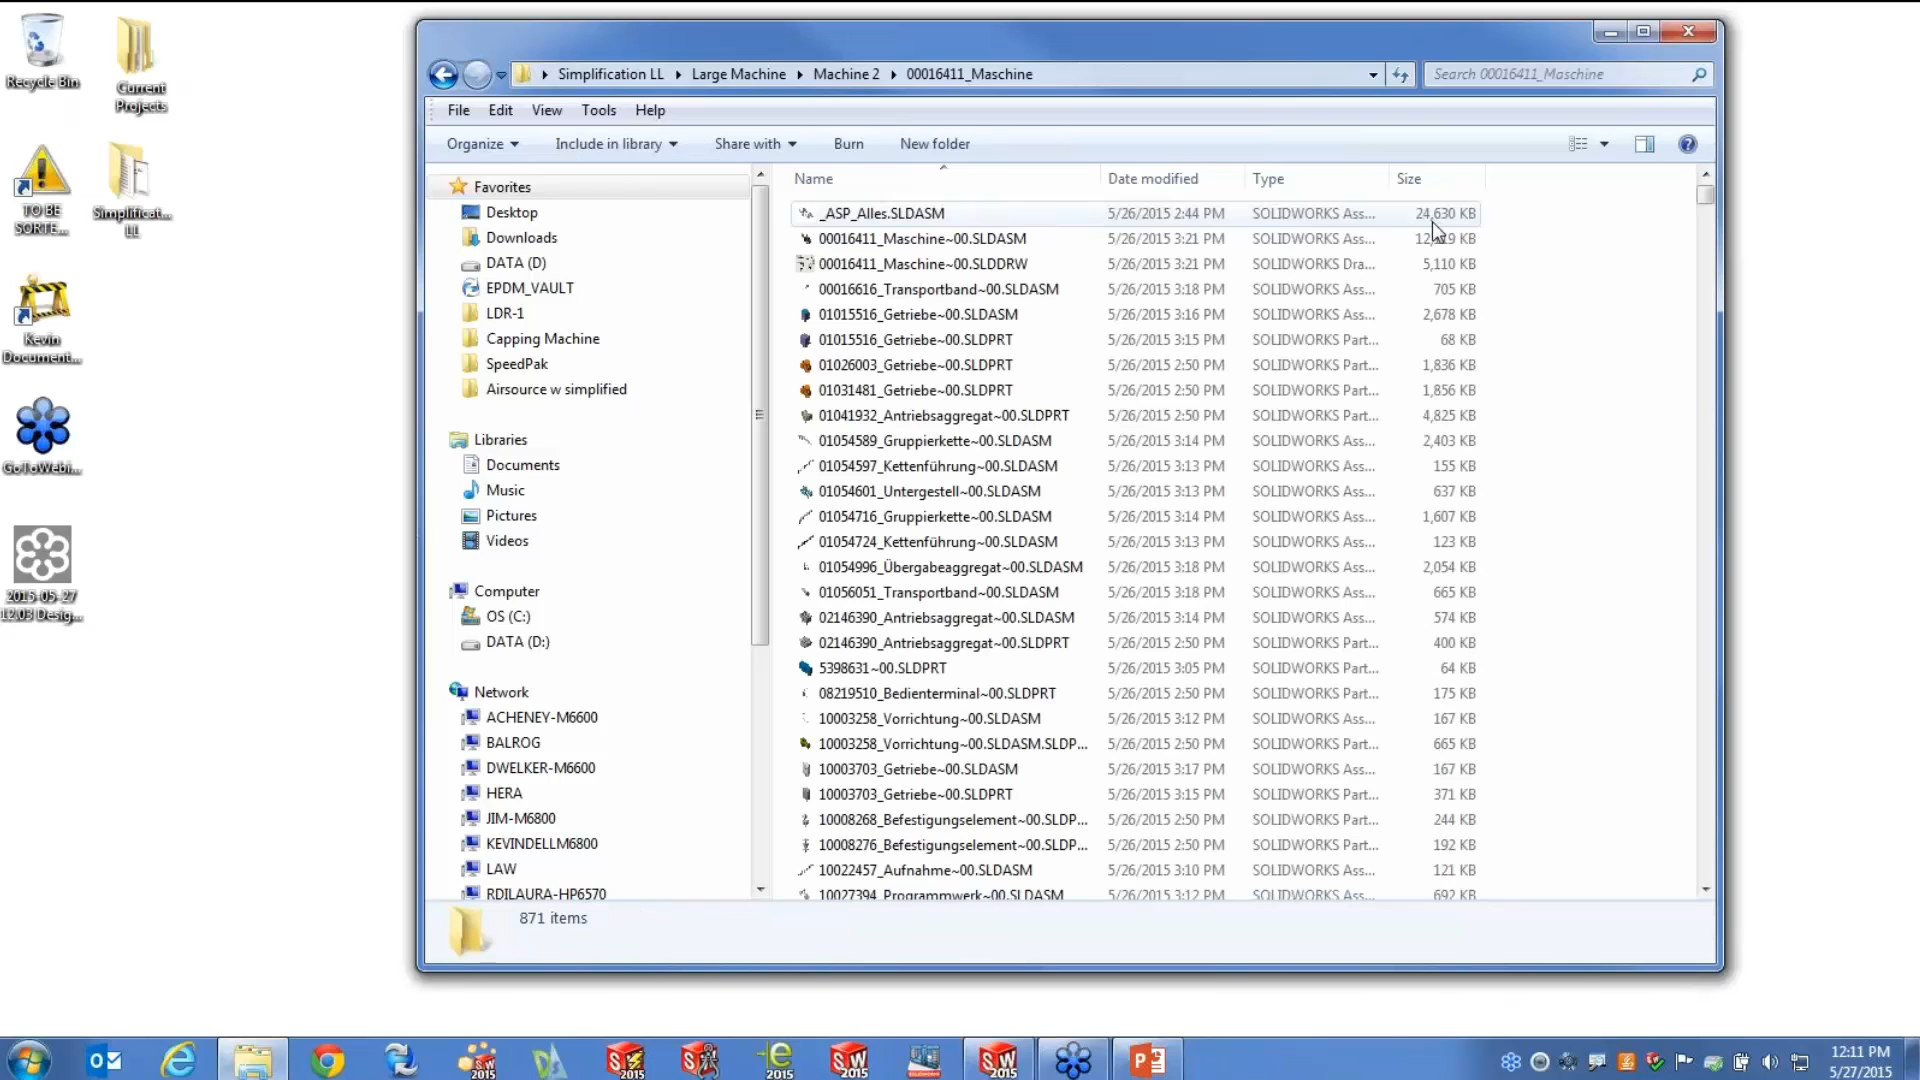 Recycle Bin
Current Projects
TO BE SORTE...
Simplificat... LL
Kevin Document...
GoToWebi...
2015-05-27 12.03 Desig...
Simplification LL Large Machine Machine 2 00016411_Maschine
Search 00016411_Maschine
File Edit View Tools Help
Organize Include in library Share with Burn New folder
Favorites
Desktop
Downloads
DATA (D)
EPDM_VAULT
LDR-1
Capping Machine
SpeedPak
Airsource w simplified
Libraries
Documents
Music
Pictures
Videos
Computer
OS (C:)
DATA (D:)
Network
ACHENEY-M6600
BALROG
DWELKER-M6600
HERA
JIM-M6800
KEVINDELLM6800
LAW
RDILAURA-HP6570
Name Date modified Type Size
_ASP_Alles.SLDASM 5/26/2015 2:44 PM SOLIDWORKS Ass... 24,630 KB
00016411_Maschine~00.SLDASM 5/26/2015 3:21 PM SOLIDWORKS Ass... KB
00016411_Maschine~00.SLDDRW 5/26/2015 3:21 PM SOLIDWORKS Dra... 5,110 KB
00016616_Transportband~00.SLDASM 5/26/2015 3:18 PM SOLIDWORKS Ass... 705 KB
01015516_Getriebe~00.SLDASM 5/26/2015 3:16 PM SOLIDWORKS Ass... 2,678 KB
01015516_Getriebe~00.SLDPRT 5/26/2015 3:15 PM SOLIDWORKS Part... 68 KB
01026003_Getriebe~00.SLDPRT 5/26/2015 2:50 PM SOLIDWORKS Part... 1,836 KB
01031481_Getriebe~00.SLDPRT 5/26/2015 2:50 PM SOLIDWORKS Part... 1,856 KB
01041932_Antriebsaggregat~00.SLDPRT 5/26/2015 2:50 PM SOLIDWORKS Part... 4,825 KB
01054589_Gruppierkette~00.SLDASM 5/26/2015 3:14 PM SOLIDWORKS Ass... 2,403 KB
01054597_Kettenführung~00.SLDASM 5/26/2015 3:13 PM SOLIDWORKS Ass... 155 KB
01054601_Untergestell~00.SLDASM 5/26/2015 3:13 PM SOLIDWORKS Ass... 637 KB
01054716_Gruppierkette~00.SLDASM 5/26/2015 3:14 PM SOLIDWORKS Ass... 1,607 KB
01054724_Kettenführung~00.SLDASM 5/26/2015 3:13 PM SOLIDWORKS Ass... 123 KB
01054996_Übergabeaggregat~00.SLDASM 5/26/2015 3:18 PM SOLIDWORKS Ass... 2,054 KB
01056051_Transportband~00.SLDASM 5/26/2015 3:18 PM SOLIDWORKS Ass... 665 KB
02146390_Antriebsaggregat~00.SLDASM 5/26/2015 3:14 PM SOLIDWORKS Ass... 574 KB
02146390_Antriebsaggregat~00.SLDPRT 5/26/2015 2:50 PM SOLIDWORKS Part... 400 KB
5398631~00.SLDPRT 5/26/2015 3:05 PM SOLIDWORKS Part... 64 KB
08219510_Bedienterminal~00.SLDPRT 5/26/2015 2:50 PM SOLIDWORKS Part... 175 KB
10003258_Vorrichtung~00.SLDASM 5/26/2015 3:12 PM SOLIDWORKS Ass... 167 KB
10003258_Vorrichtung~00.SLDASM.SLDP... 5/26/2015 2:50 PM SOLIDWORKS Part... 665 KB
10003703_Getriebe~00.SLDASM 5/26/2015 3:17 PM SOLIDWORKS Ass... 167 KB
10003703_Getriebe~00.SLDPRT 5/26/2015 3:15 PM SOLIDWORKS Part... 371 KB
10008268_Befestigungselement~00.SLDP... 5/26/2015 2:50 PM SOLIDWORKS Part... 244 KB
10008276_Befestigungselement~00.SLDP... 5/26/2015 2:50 PM SOLIDWORKS Part... 192 KB
10022457_Aufnahme~00.SLDASM 5/26/2015 3:10 PM SOLIDWORKS Ass... 121 KB
10027394_Programmwerk~00.SLDASM 5/26/2015 3:12 PM SOLIDWORKS Ass... 692 KB
871 items
2015 2015 2015 2015 2015 2015
12:11 PM
5/27/2015